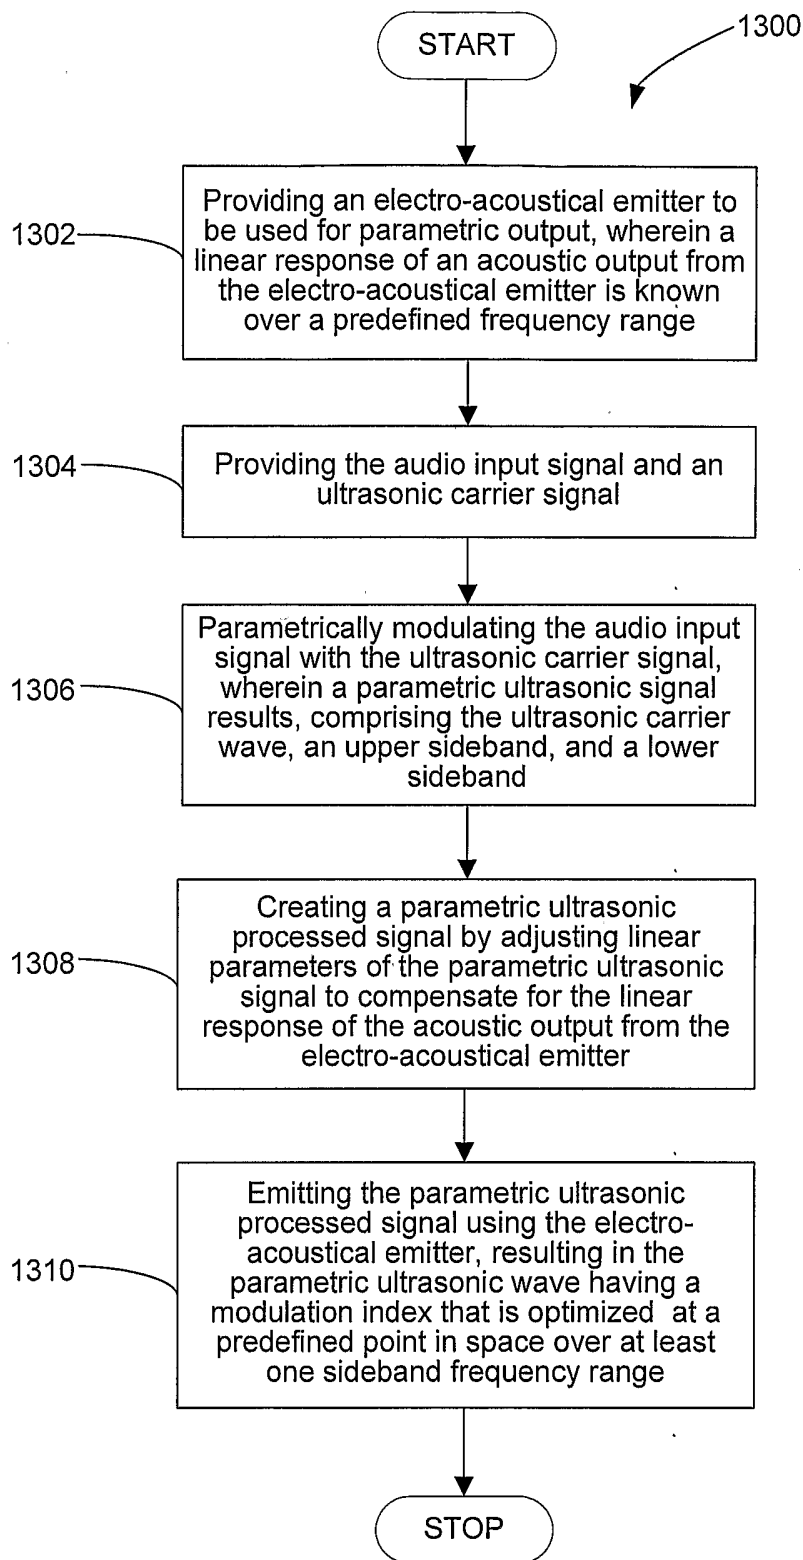 START
1300
1302
Providing an electro-acoustical emitter to
be used for parametric output, wherein a
linear response of an acoustic output from
the electro-acoustical emitter is known
over a predefined frequency range
1304
Providing the audio input signal and an
ultrasonic carrier signal
1306
Parametrically modulating the audio input
signal with the ultrasonic carrier signal,
wherein a parametric ultrasonic signal
results, comprising the ultrasonic carrier
wave, an upper sideband, and a lower
sideband
1308
Creating a parametric ultrasonic
processed signal by adjusting linear
parameters of the parametric ultrasonic
signal to compensate for the linear
response of the acoustic output from the
electro-acoustical emitter
1310
Emitting the parametric ultrasonic
processed signal using the electro-
acoustical emitter, resulting in the
parametric ultrasonic wave having a
modulation index that is optimized at a
predefined point in space over at least
one sideband frequency range
STOP